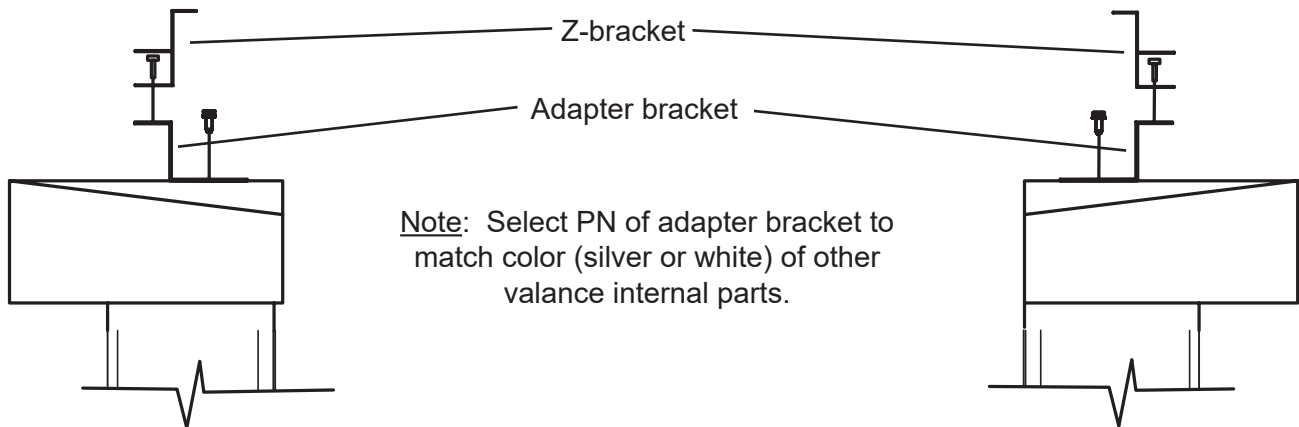 Z-bracket
Adapter bracket
Note:  Select PN of adapter bracket to
match color (silver or white) of other
valance internal parts.